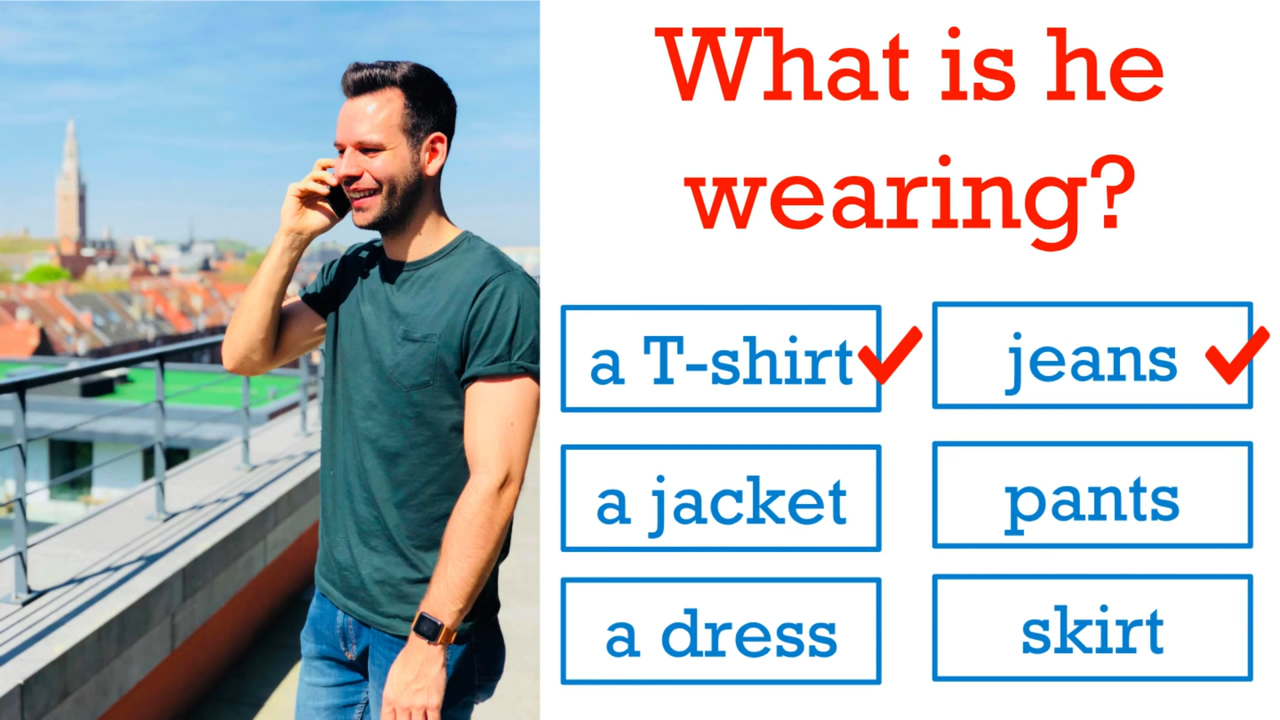 What is he
wearing?
a T-shirt
jeans
a jacket
pants
a dress
skirt